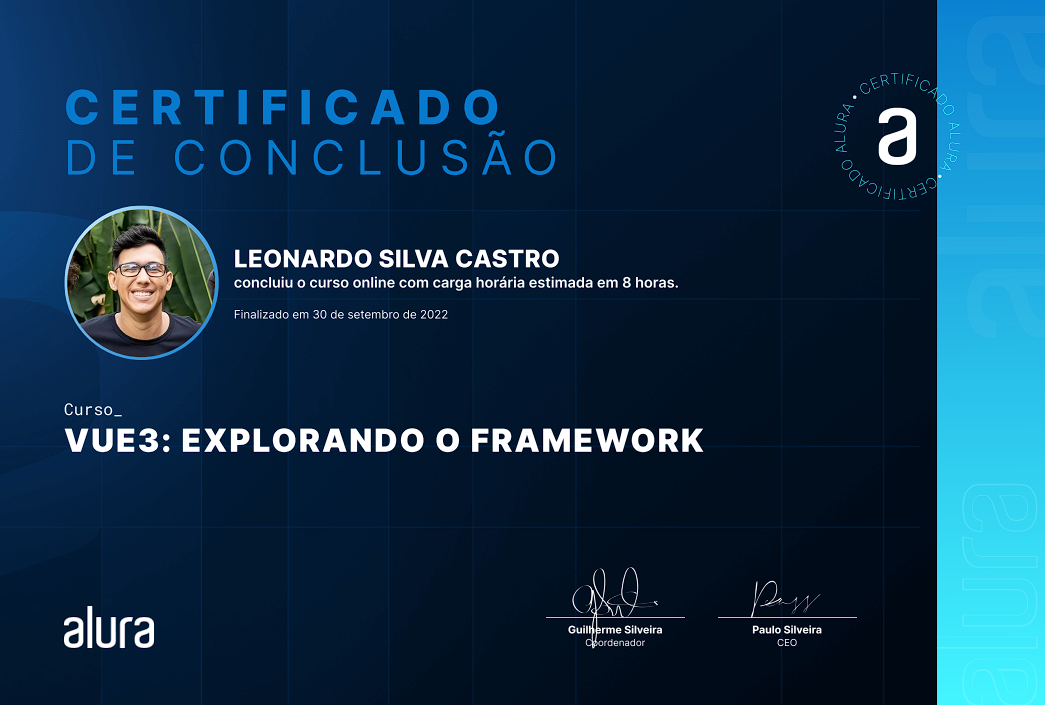 CERTIFICADO
DE CONCLUSÃO
CERTIFICADO ALURA • CERTIFICADO ALURA •
a
LEONARDO SILVA CASTRO
concluiu o curso online com carga horária estimada em 8 horas.
Finalizado em 30 de setembro de 2022
Curso_
VUE3: EXPLORANDO O FRAMEWORK
alura
Guilherme Silveira
Coordenador
Paulo Silveira
CEO
alura
alura
alura